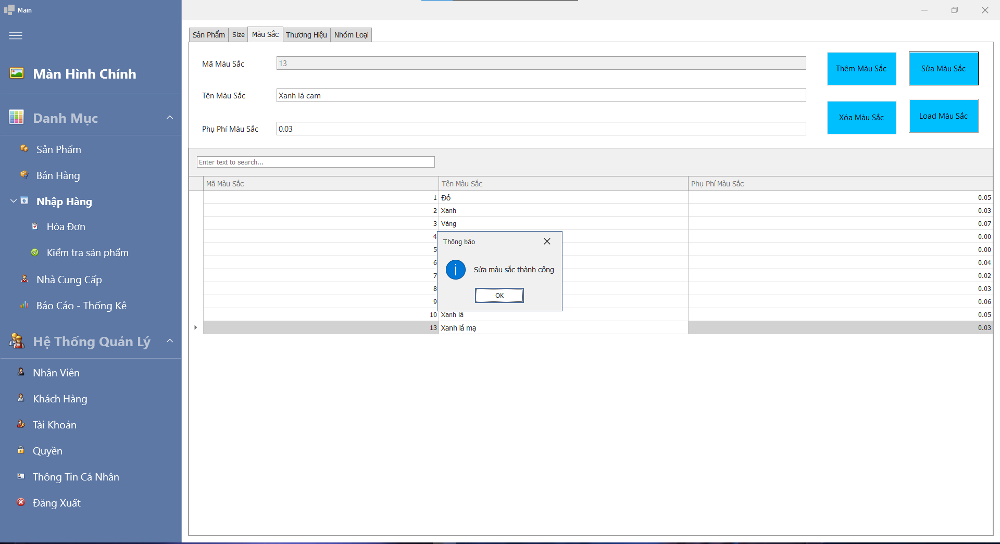 Main
Màn Hình Chính
Danh Mục
Sản Phẩm
Bán Hàng
Nhập Hàng
Hóa Đơn
Kiểm tra sản phẩm
Nhà Cung Cấp
Báo Cáo - Thống Kê
Hệ Thống Quản Lý
Nhân Viên
Khách Hàng
Tài Khoản
Quyền
Thông Tin Cá Nhân
Đăng Xuất
Sản Phẩm Size Màu Sắc Thương Hiệu Nhóm Loại
Mã Màu Sắc 13
Tên Màu Sắc Xanh lá cam
Phụ Phí Màu Sắc 0.03
Thêm Màu Sắc Sửa Màu Sắc
Xóa Màu Sắc Load Màu Sắc
Enter text to search...
Mã Màu Sắc Tên Màu Sắc Phụ Phí Màu Sắc
1 Đỏ 0.05
2 Xanh 0.03
3 Vàng 0.07
4 0.00
5 0.00
6 0.04
7 0.02
8 0.03
9 0.06
10 Xanh lá 0.05
13 Xanh lá mạ 0.03
Thông báo
Sửa màu sắc thành công
OK